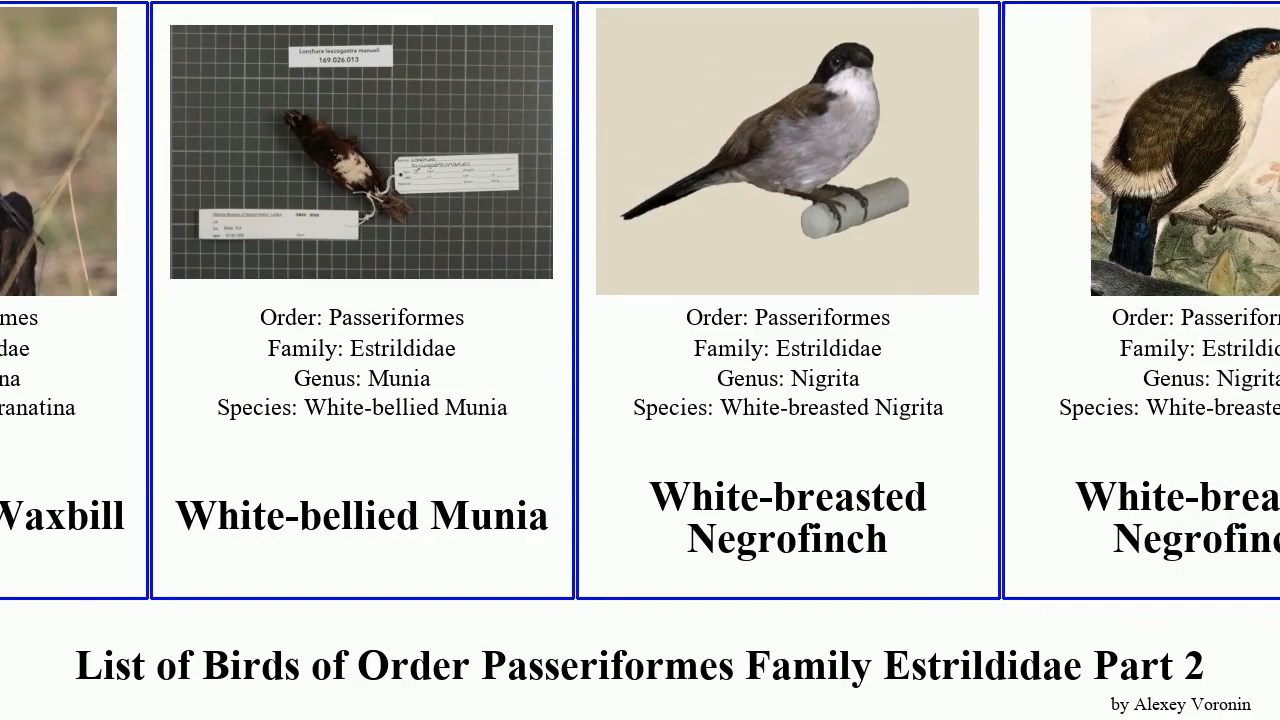 Lonchura leucogastra manueli
169.026.013
mes
dae
na
ranatina
Waxbill
Order: Passeriformes
Family: Estrildidae
Genus: Munia
Species: White-bellied Munia
White-bellied Munia
Order: Passeriformes
Family: Estrildidae
Genus: Nigrita
Species: White-breasted Nigrita
White-breasted
Negrofinch
Order: Passerifor
Family: Estrildid
Genus: Nigrita
Species: White-breaste
White-brea
Negrofinc
List of Birds of Order Passeriformes Family Estrildidae Part 2
by Alexey Voronin